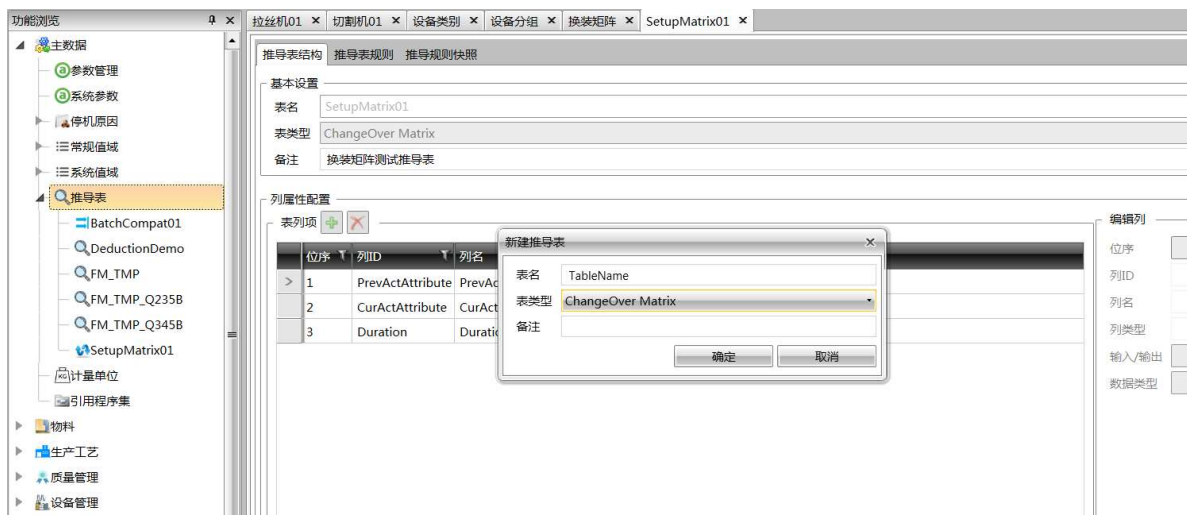 功能浏览
拉丝机01 切割机01 设备类别 设备分组 换装矩阵 SetupMatrix01
主数据
参数管理
系统参数
停机原因
常规值域
系统值域
推导表
BatchCompat01
DeductionDemo
FM_TMP
FM_TMP_Q235B
FM_TMP_Q345B
SetupMatrix01
计量单位
引用程序集
物料
生产工艺
质量管理
设备管理
推导表结构 推导表规则 推导规则快照
基本设置
表名 SetupMatrix01
表类型 ChangeOver Matrix
备注 换装矩阵测试推导表
列属性配置
表列项
位序 列ID 列名
1 PrevActAttribute PrevAc
2 CurActAttribute CurAct
3 Duration Duratio
新建推导表
表名 TableName
表类型 ChangeOver Matrix
备注
确定 取消
编辑列
位序
列ID
列名
列类型
输入/输出
数据类型